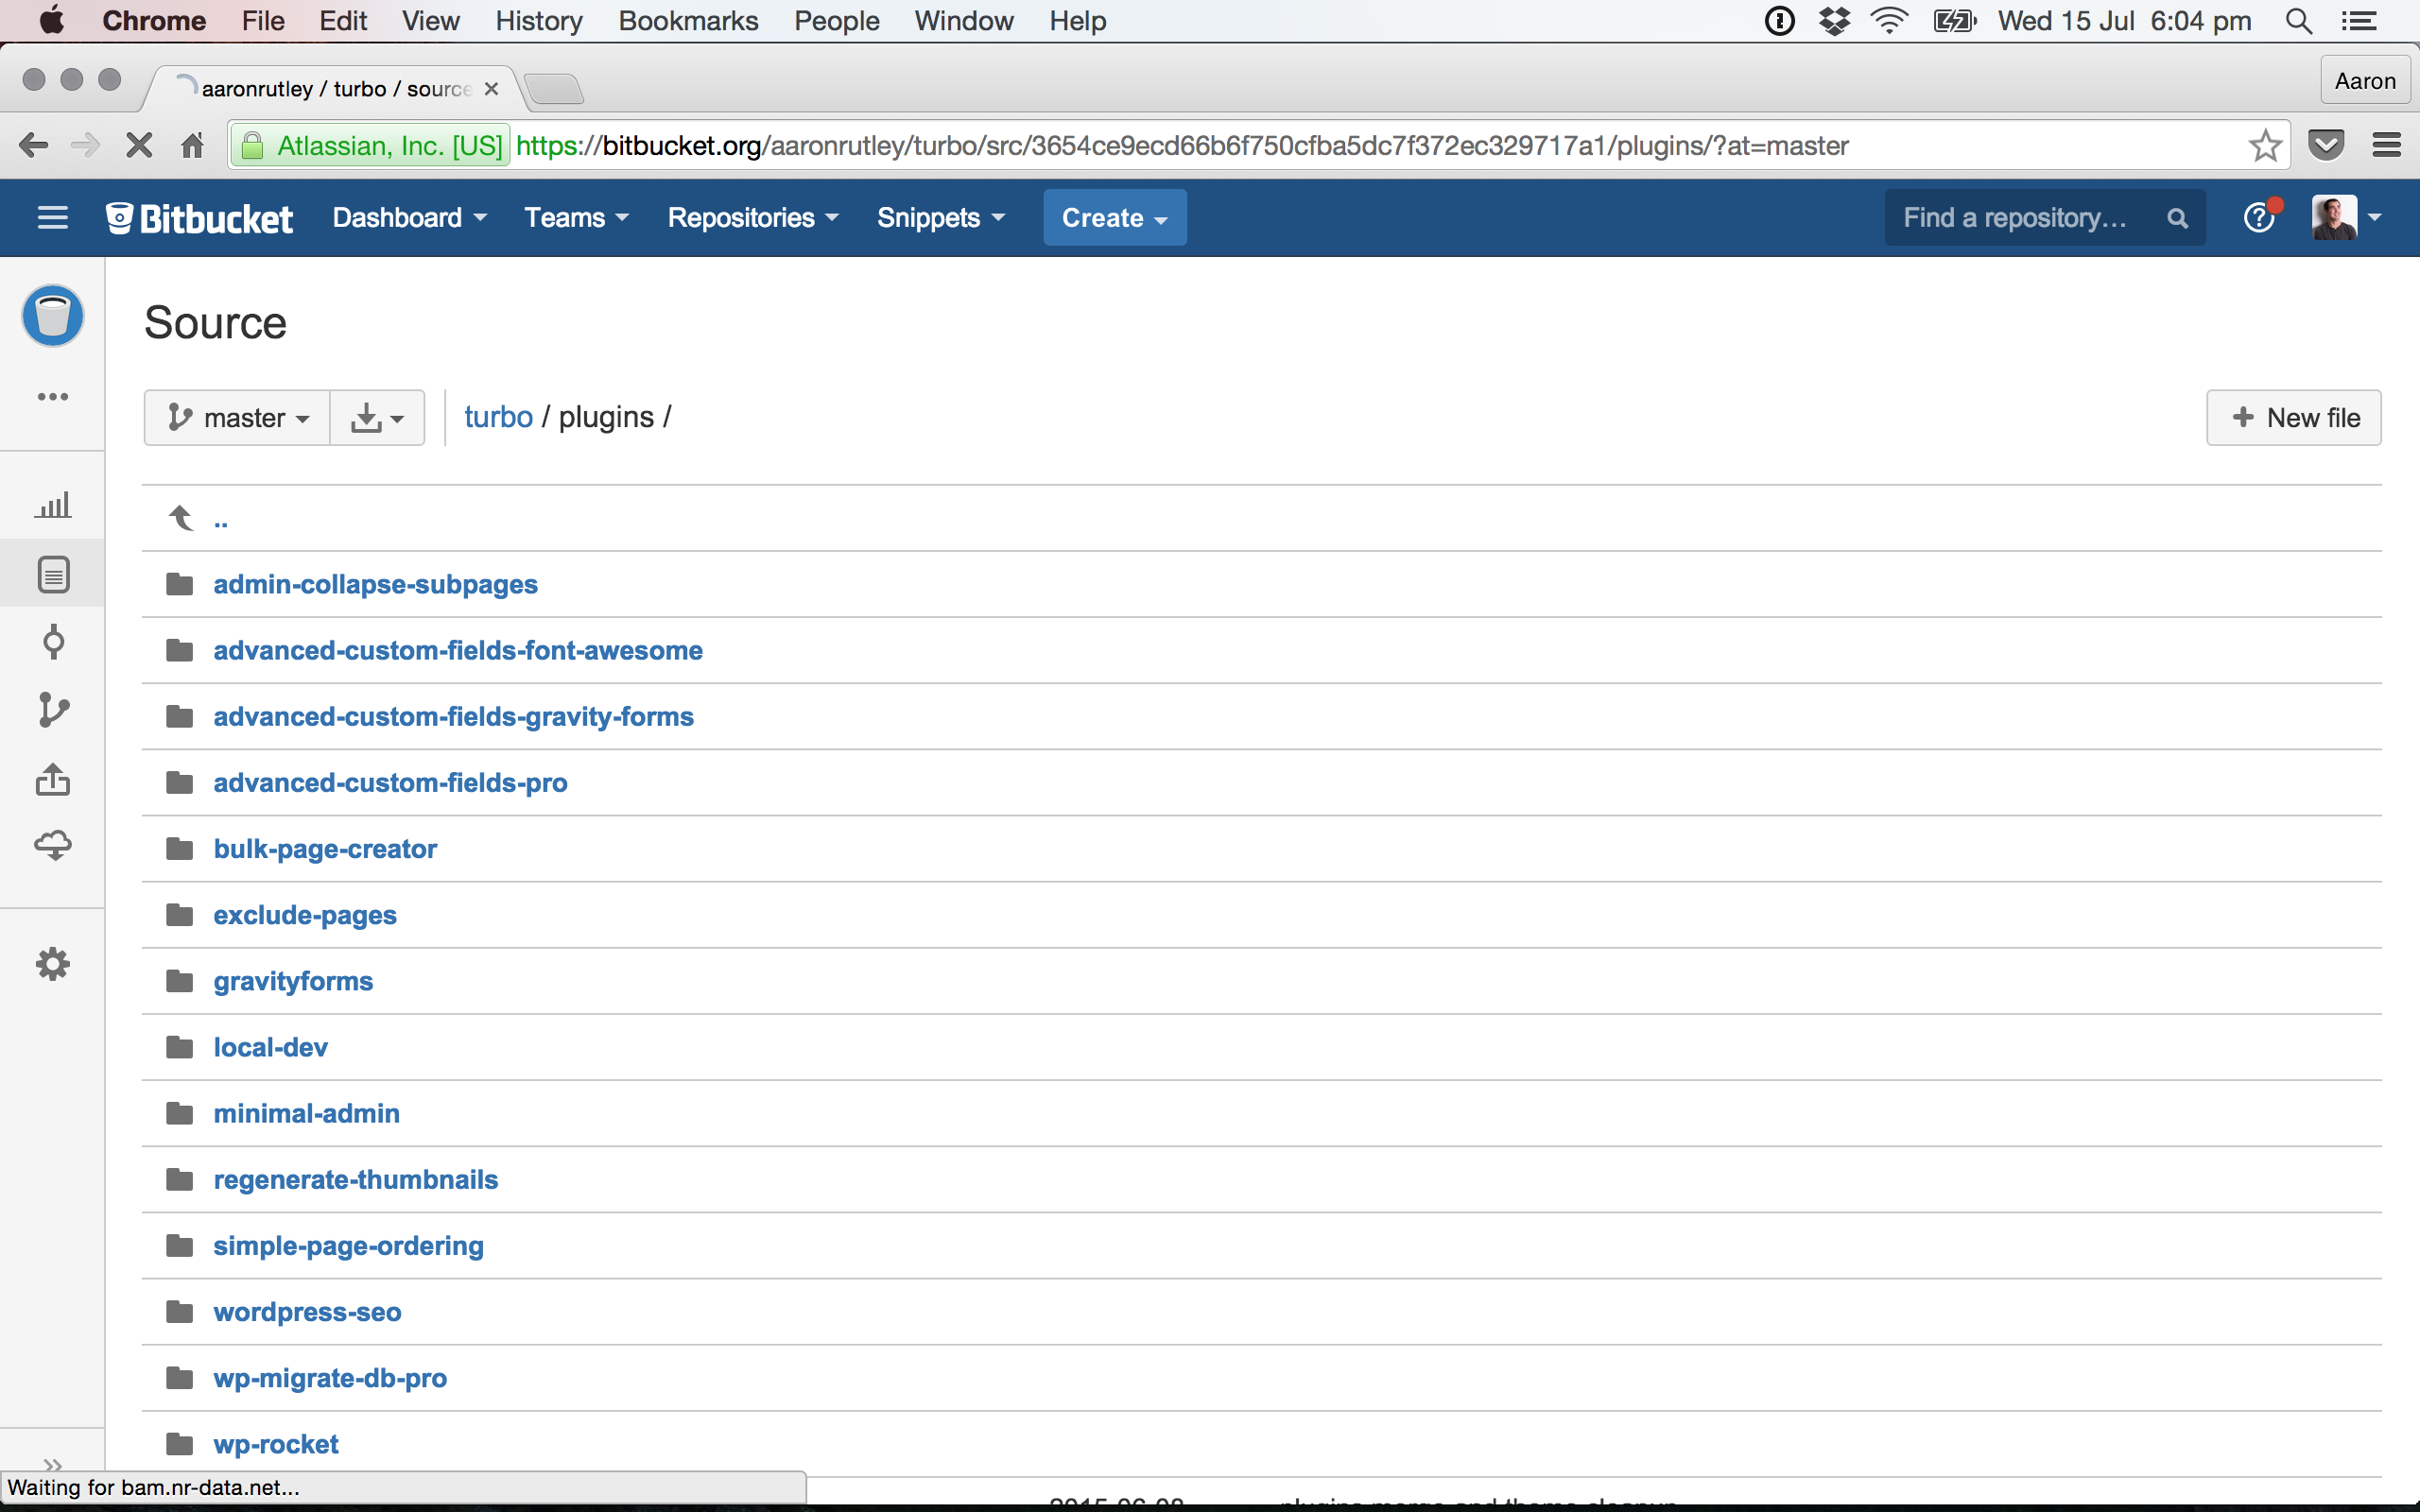 Chrome File Edit View History Bookmarks People Window Help Wed 15 Jul 6:04 pm
aaronrutley / turbo / source Aaron
Atlassian, Inc. [US] https://bitbucket.org/aaronrutley/turbo/src/3654ce9ecd66b6f750cfba5dc7f372ec329717a1/plugins/?at=master
Bitbucket Dashboard Teams Repositories Snippets Create Find a repository...
Source
master turbo / plugins / New file
..
admin-collapse-subpages
advanced-custom-fields-font-awesome
advanced-custom-fields-gravity-forms
advanced-custom-fields-pro
bulk-page-creator
exclude-pages
gravityforms
local-dev
minimal-admin
regenerate-thumbnails
simple-page-ordering
wordpress-seo
wp-migrate-db-pro
wp-rocket
Waiting for bam.nr-data.net...
2015-06-08